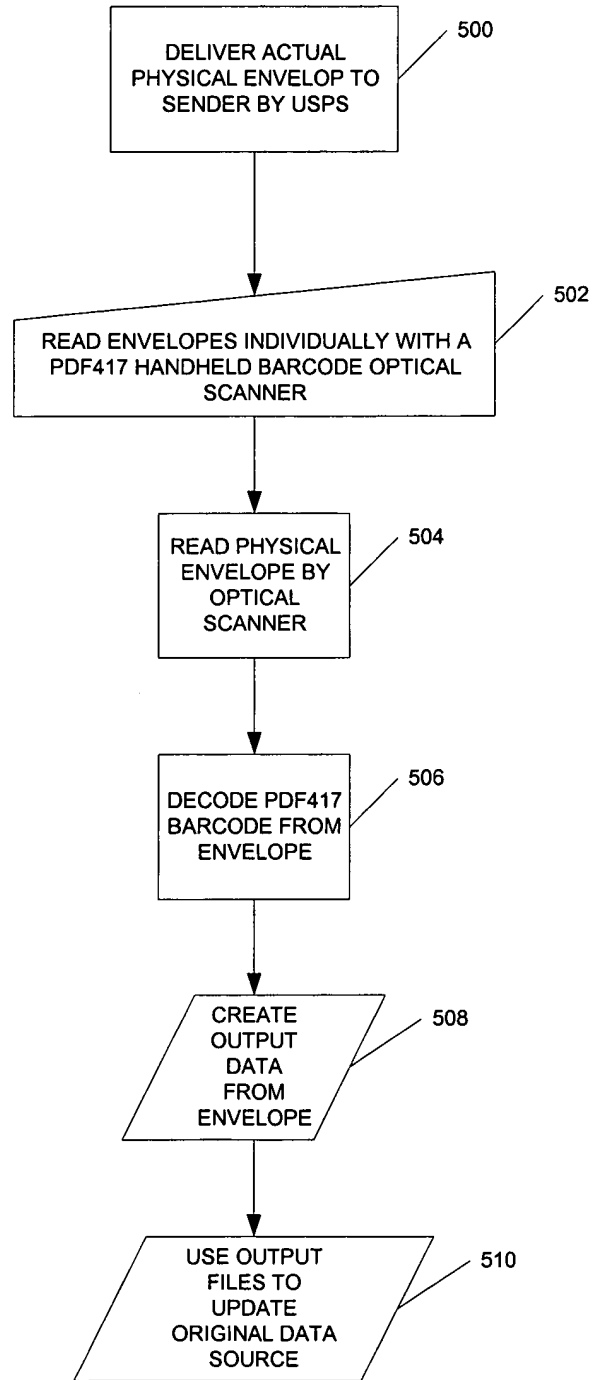 DELIVER ACTUAL
PHYSICAL ENVELOP TO
SENDER BY USPS
500
READ ENVELOPES INDIVIDUALLY WITH A
PDF417 HANDHELD BARCODE OPTICAL
SCANNER
502
READ PHYSICAL
ENVELOPE BY
OPTICAL
SCANNER
504
DECODE PDF417
BARCODE FROM
ENVELOPE
506
CREATE
OUTPUT
DATA
FROM
ENVELOPE
508
USE OUTPUT
FILES TO
UPDATE
ORIGINAL DATA
SOURCE
510